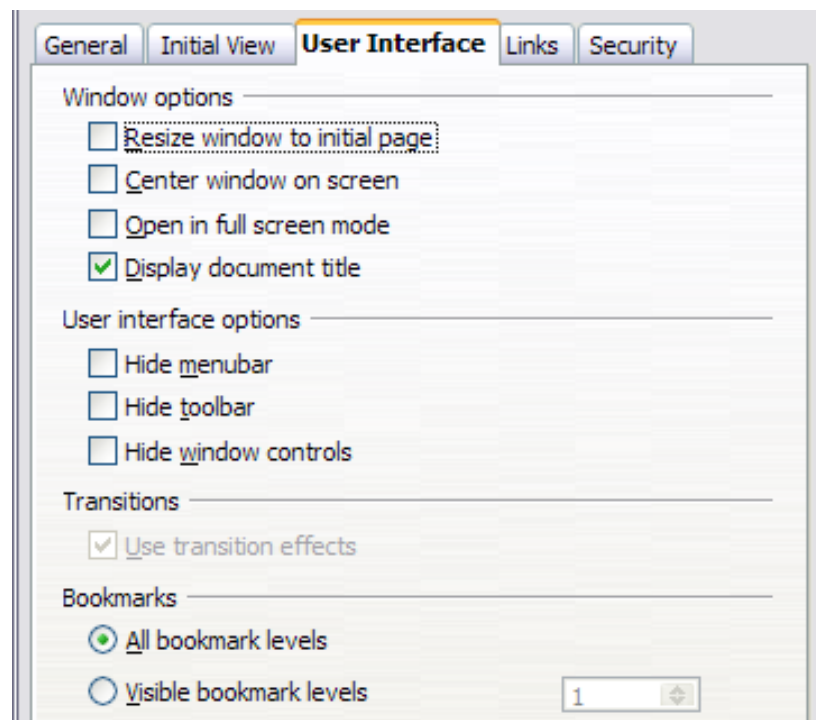 General Initial View User Interface Links Security
Window options
Resize window to initial page
Center window on screen
Open in full screen mode
Display document title
User interface options
Hide menubar
Hide toolbar
Hide window controls
Transitions
Use transition effects
Bookmarks
All bookmark levels
Visible bookmark levels 1